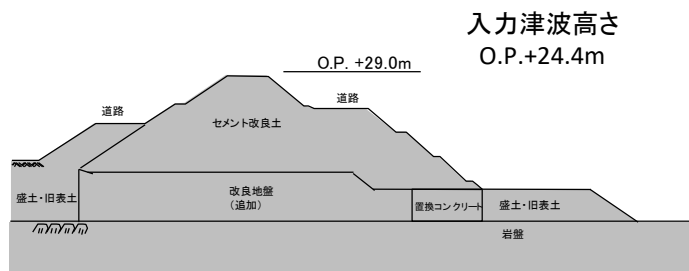 入力津波高さ
O.P.+24.4m
O.P. +29.0m
道路
道路
セメント改良土
改良地盤
(追加)
盛土・旧表土
置換コンクリート
盛土・旧表土
岩盤